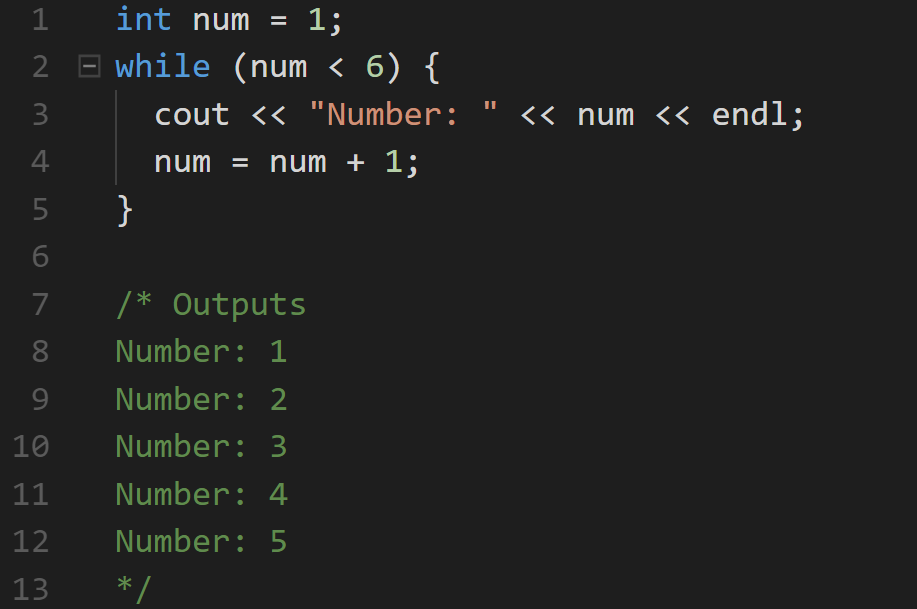 1 int num = 1;
2 while (num < 6) {
3 cout << "Number: " << num << endl;
4 num = num + 1;
5 }
6
7 /* Outputs
8 Number: 1
9 Number: 2
10 Number: 3
11 Number: 4
12 Number: 5
13 */